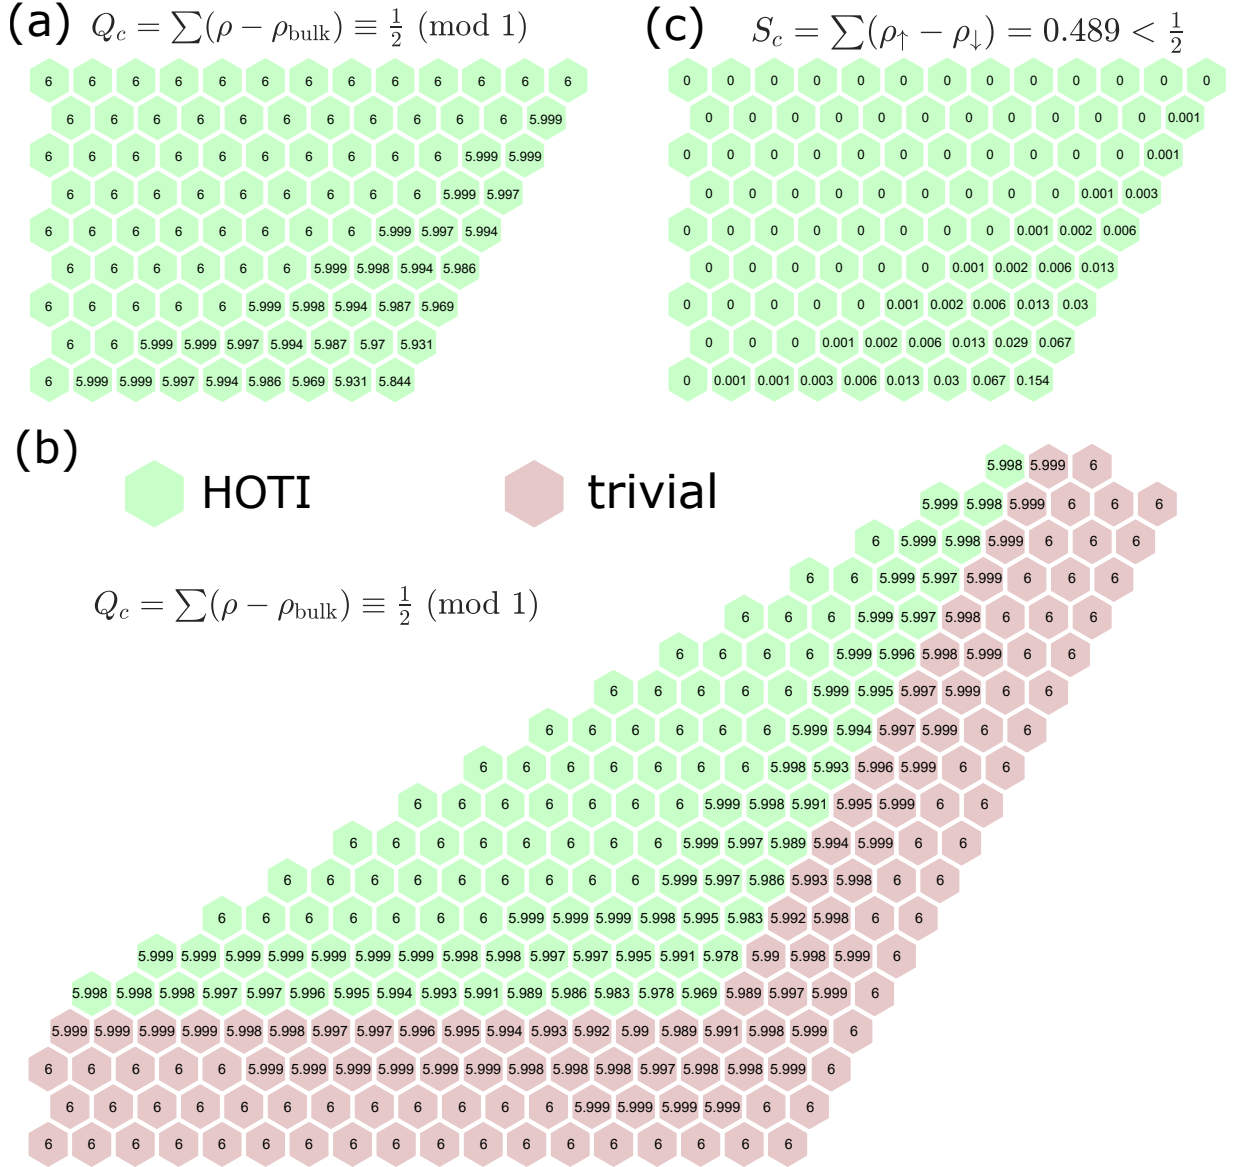 (a) Q_c = ∑(ρ − ρ_bulk) ≡ 1/2 (mod 1)
6 6 6 6 6 6 6 6 6 6 6 6 6
6 6 6 6 6 6 6 6 6 6 6 5.999
6 6 6 6 6 6 6 6 6 6 5.999 5.999
6 6 6 6 6 6 6 6 6 5.999 5.997
6 6 6 6 6 6 6 6 5.999 5.997 5.994
6 6 6 6 6 6 5.999 5.998 5.994 5.986
6 6 6 6 6 5.999 5.998 5.994 5.987 5.969
6 6 5.999 5.999 5.997 5.994 5.987 5.97 5.931
6 5.999 5.999 5.997 5.994 5.986 5.969 5.931 5.844
(c) S_c = ∑(ρ↑ − ρ↓) = 0.489 < 1/2
0 0 0 0 0 0 0 0 0 0 0 0 0
0 0 0 0 0 0 0 0 0 0 0 0.001
0 0 0 0 0 0 0 0 0 0 0 0.001
0 0 0 0 0 0 0 0 0 0.001 0.003
0 0 0 0 0 0 0 0 0.001 0.002 0.006
0 0 0 0 0 0 0.001 0.002 0.006 0.013
0 0 0 0 0 0.001 0.002 0.006 0.013 0.03
0 0 0 0.001 0.002 0.006 0.013 0.029 0.067
0 0.001 0.001 0.003 0.006 0.013 0.03 0.067 0.154
(b)
HOTI trivial
Q_c = ∑(ρ − ρ_bulk) ≡ 1/2 (mod 1)
5.998 5.999 6
5.999 5.998 5.999 6 6 6
6 5.999 5.998 5.999 6 6 6
6 6 5.999 5.997 5.999 6 6 6
6 6 6 5.999 5.997 5.998 6 6 6
6 6 6 6 5.999 5.996 5.998 5.999 6 6
6 6 6 6 6 5.999 5.995 5.997 5.999 6 6
6 6 6 6 6 6 5.999 5.994 5.997 5.999 6 6
6 6 6 6 6 6 6 5.998 5.993 5.996 5.999 6 6
6 6 6 6 6 6 6 5.999 5.998 5.991 5.995 5.999 6 6
6 6 6 6 6 6 6 6 5.999 5.997 5.989 5.994 5.999 6 6
6 6 6 6 6 6 6 6 6 5.999 5.997 5.986 5.993 5.998 6 6
6 6 6 6 6 6 6 5.999 5.999 5.999 5.998 5.995 5.983 5.992 5.998 6 6
5.999 5.999 5.999 5.999 5.999 5.999 5.999 5.998 5.998 5.997 5.997 5.995 5.991 5.978 5.99 5.998 5.999 6
5.998 5.998 5.998 5.997 5.997 5.996 5.995 5.994 5.993 5.991 5.989 5.986 5.983 5.978 5.969 5.989 5.997 5.999 6
5.999 5.999 5.999 5.999 5.998 5.998 5.997 5.997 5.996 5.995 5.994 5.993 5.992 5.99 5.989 5.991 5.998 5.999 6
6 6 6 6 6 5.999 5.999 5.999 5.999 5.999 5.999 5.998 5.998 5.998 5.997 5.998 5.998 5.999 6
6 6 6 6 6 6 6 6 6 6 6 6 5.999 5.999 5.999 5.999 6 6
6 6 6 6 6 6 6 6 6 6 6 6 6 6 6 6 6 6